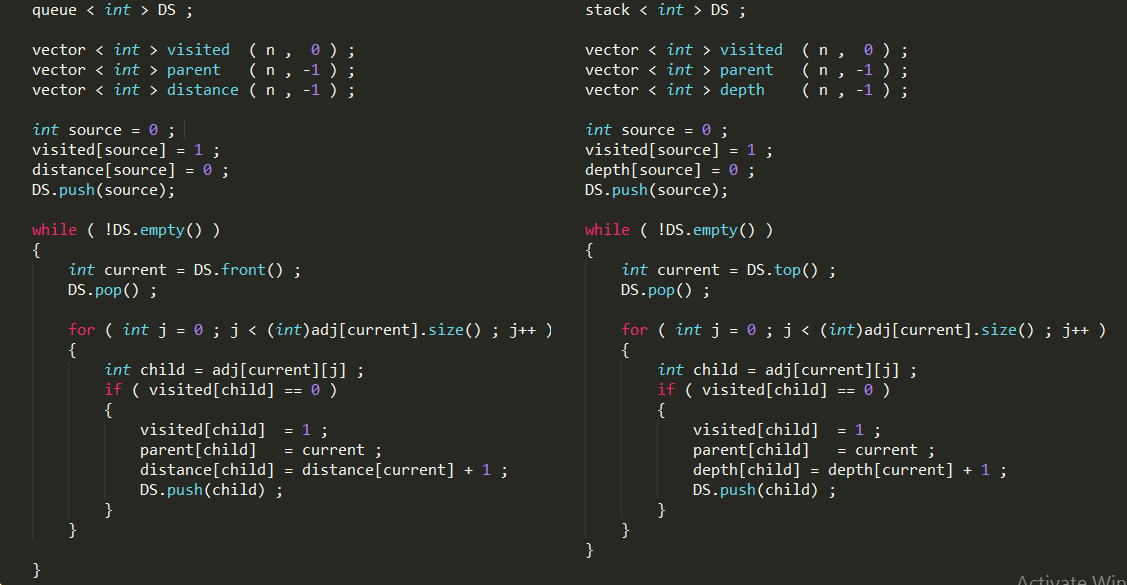 queue < int > DS ;
vector < int > visited ( n , 0 ) ;
vector < int > parent ( n , -1 ) ;
vector < int > distance ( n , -1 ) ;
int source = 0 ;
visited[source] = 1 ;
distance[source] = 0 ;
DS.push(source);
while ( !DS.empty() )
{
int current = DS.front() ;
DS.pop() ;
for ( int j = 0 ; j < (int)adj[current].size() ; j++ )
{
int child = adj[current][j] ;
if ( visited[child] == 0 )
{
visited[child] = 1 ;
parent[child] = current ;
distance[child] = distance[current] + 1 ;
DS.push(child) ;
}
}
}
stack < int > DS ;
vector < int > visited ( n , 0 ) ;
vector < int > parent ( n , -1 ) ;
vector < int > depth ( n , -1 ) ;
int source = 0 ;
visited[source] = 1 ;
depth[source] = 0 ;
DS.push(source);
while ( !DS.empty() )
{
int current = DS.top() ;
DS.pop() ;
for ( int j = 0 ; j < (int)adj[current].size() ; j++ )
{
int child = adj[current][j] ;
if ( visited[child] == 0 )
{
visited[child] = 1 ;
parent[child] = current ;
depth[child] = depth[current] + 1 ;
DS.push(child) ;
}
}
}
Activate Win